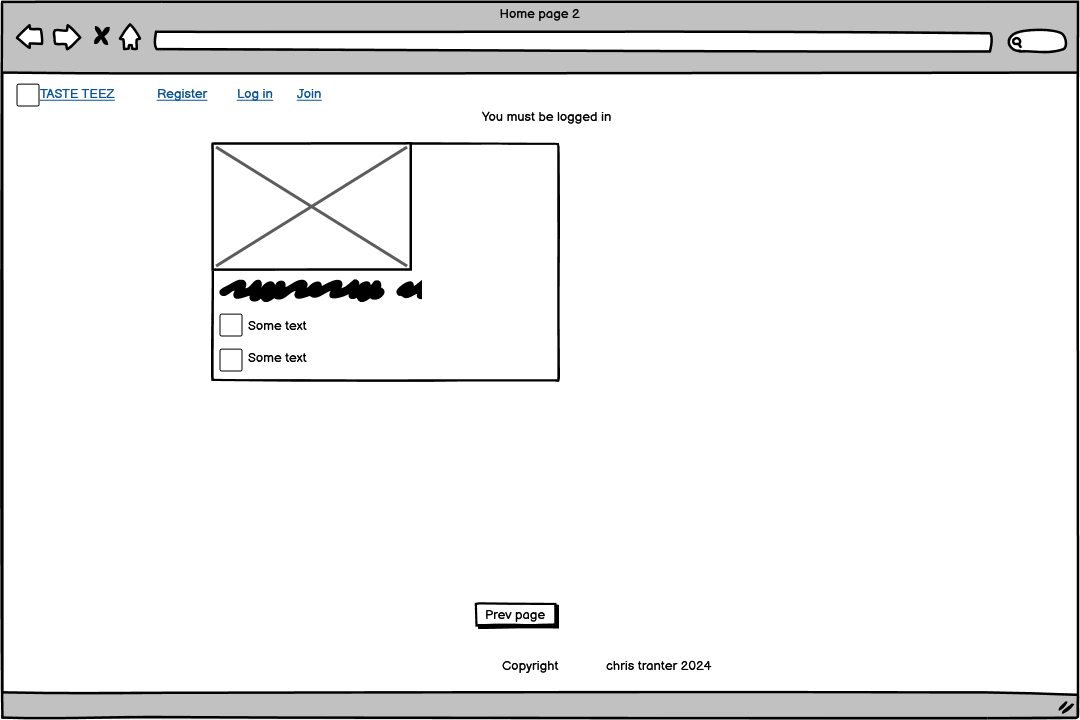 Home page 2
TASTE TEEZ Register Log in Join
You must be logged in
Some text
Some text
Prev page
Copyright chris tranter 2024